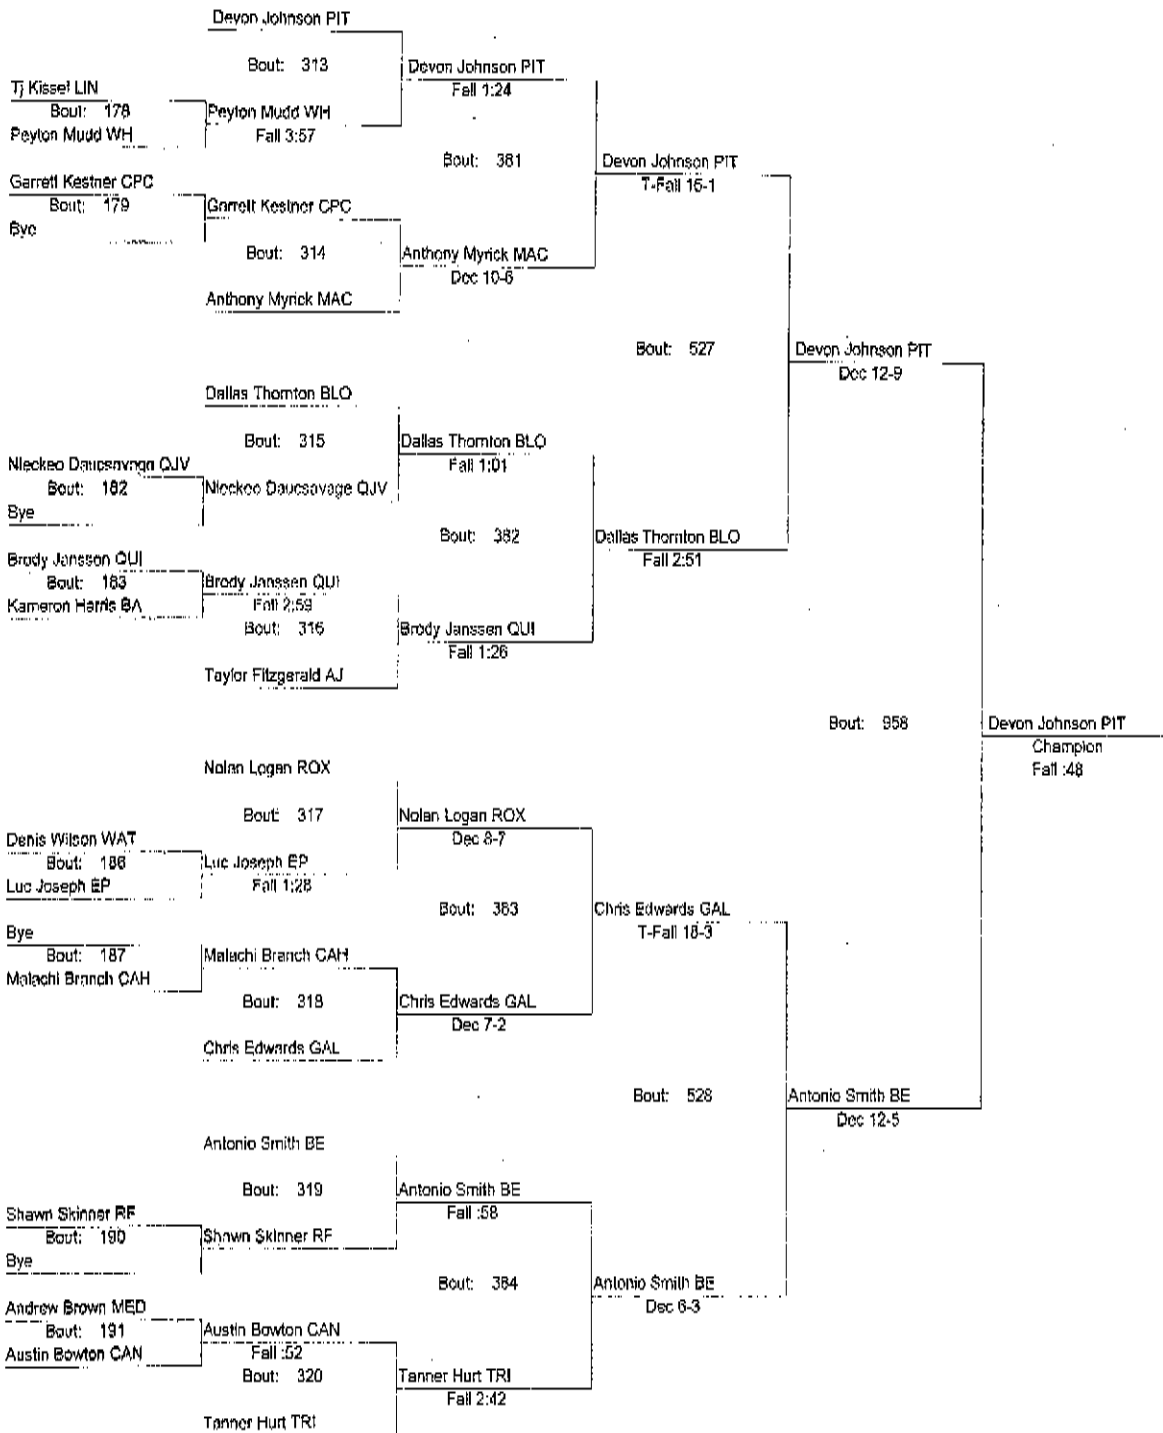 Devon Johnson PIT
Bout: 313
Devon Johnson PIT
Fall 1:24
Tj Kissel LIN
Bout: 178
Peyton Mudd WH
Peyton Mudd WH
Fall 3:57
Bout: 381
Devon Johnson PIT
T-Fall 16-1
Garrett Kestner CPC
Bout: 179
Bye
Garrett Kestner CPC
Bout: 314
Anthony Myrick MAC
Dec 10-6
Anthony Myrick MAC
Bout: 527
Devon Johnson PIT
Dec 12-9
Dallas Thornton BLO
Bout: 315
Dallas Thornton BLO
Fall 1:01
Nieckeo Daucsavage QJV
Bout: 182
Bye
Nieckeo Daucsavage QJV
Bout: 382
Dallas Thornton BLO
Fall 2:51
Brody Janssen QUI
Bout: 183
Kameron Harris BA
Brody Janssen QUI
Fall 2:59
Bout: 316
Brody Janssen QUI
Fall 1:26
Taylor Fitzgerald AJ
Bout: 958
Devon Johnson PIT
Champion
Fall :48
Nolan Logan ROX
Bout: 317
Nolan Logan ROX
Dec 8-7
Denis Wilson WAT
Bout: 186
Luc Joseph EP
Luc Joseph EP
Fall 1:28
Bout: 383
Chris Edwards GAL
T-Fall 18-3
Bye
Bout: 187
Malachi Branch CAH
Malachi Branch CAH
Bout: 318
Chris Edwards GAL
Dec 7-2
Chris Edwards GAL
Bout: 528
Antonio Smith BE
Dec 12-5
Antonio Smith BE
Bout: 319
Antonio Smith BE
Fall :58
Shawn Skinner RF
Bout: 190
Bye
Shawn Skinner RF
Bout: 384
Antonio Smith BE
Dec 6-3
Andrew Brown MED
Bout: 191
Austin Bowton CAN
Austin Bowton CAN
Fall :52
Bout: 320
Tanner Hurt TRI
Fall 2:42
Tanner Hurt TRI